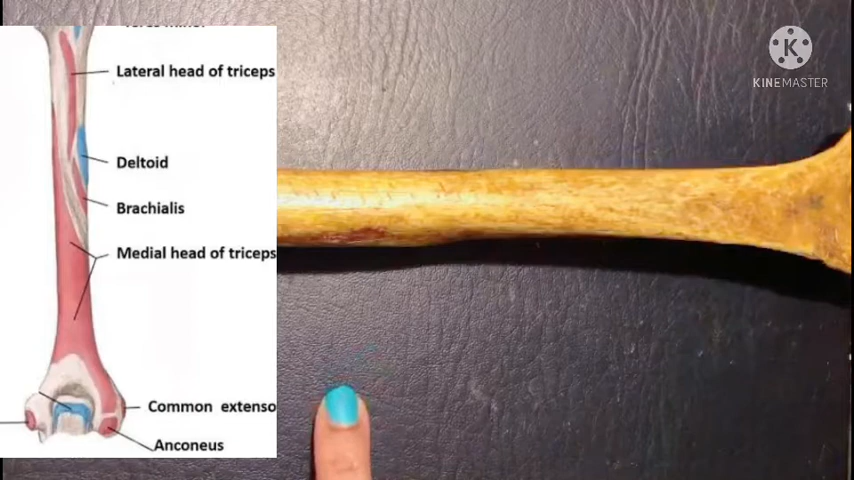 Lateral head of triceps
Deltoid
Brachialis
Medial head of triceps
Common extenso
Anconeus
K
KINEMASTER